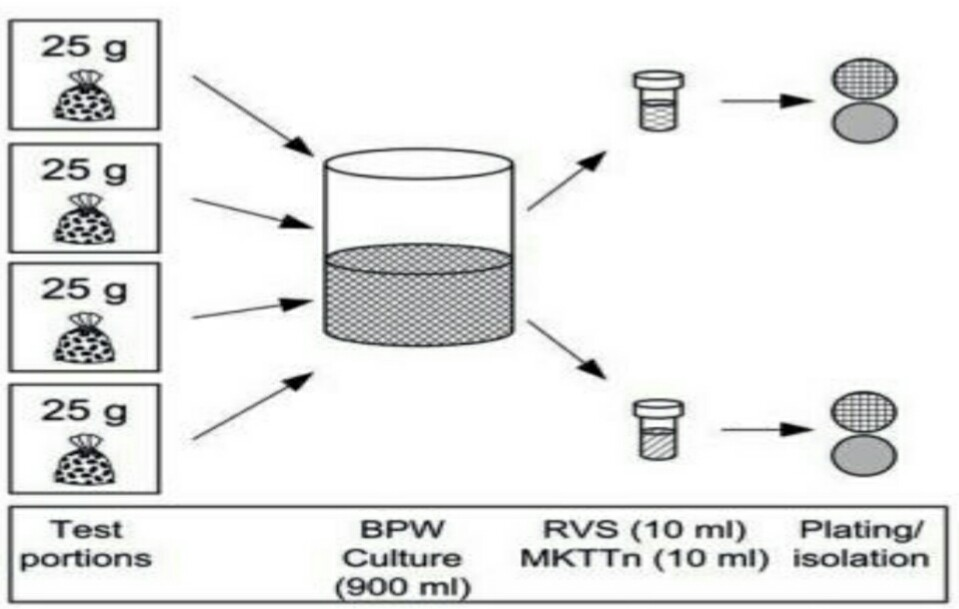 25 g
25 g
25 g
25 g
Test
portions
BPW
Culture
(900 ml)
RVS (10 ml)
MKTTn (10 ml)
Plating/
isolation